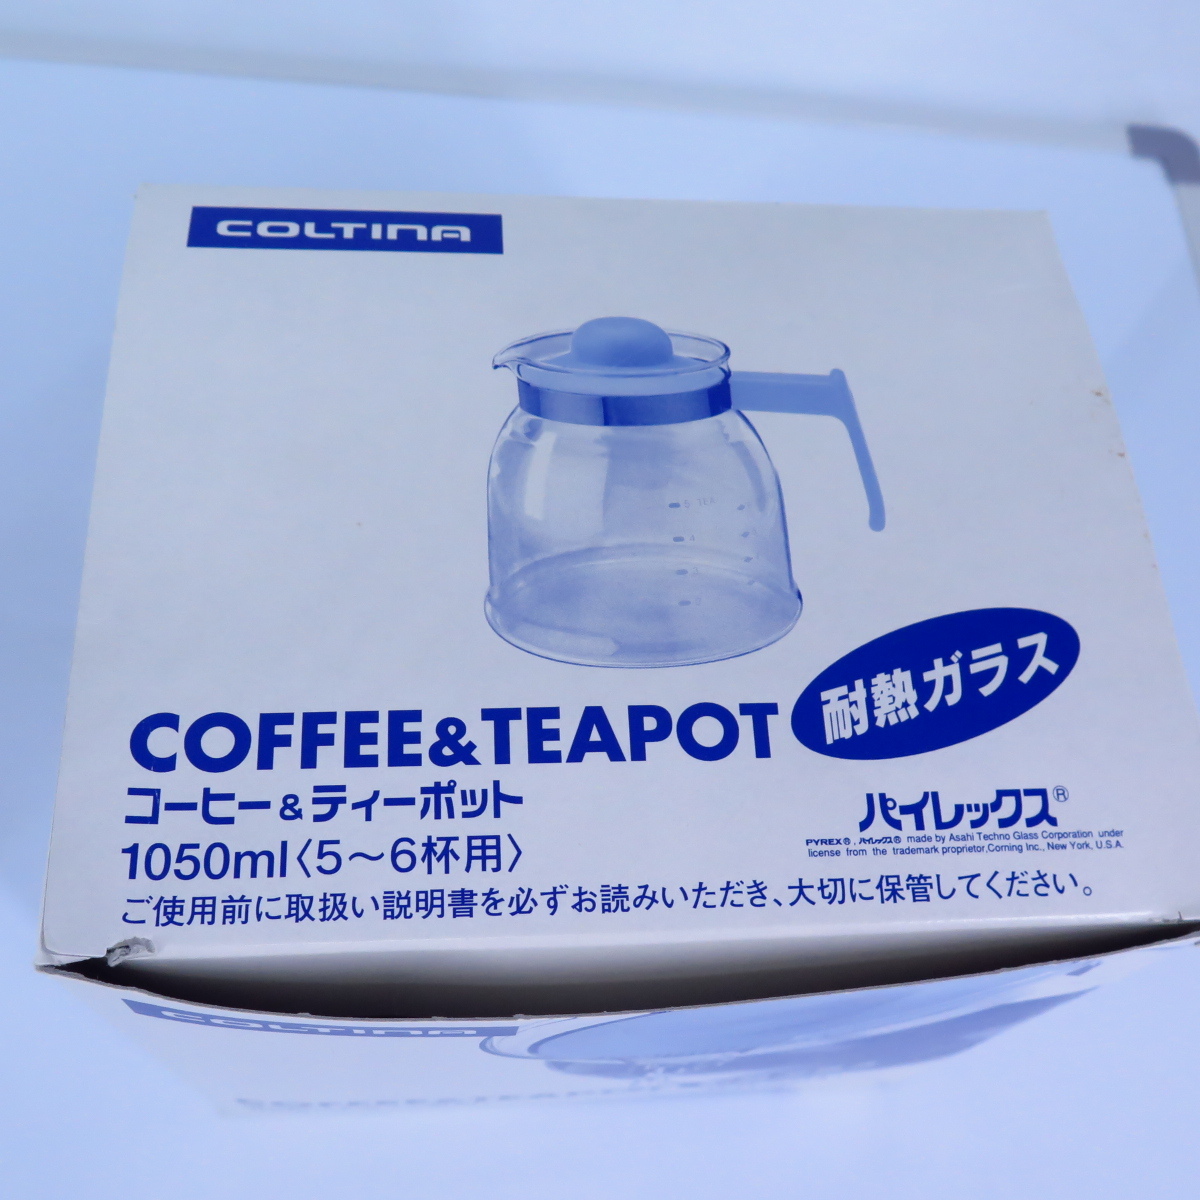 COLTINA
COFFEE&TEAPOT
耐熱ガラス
コーヒー&ティーポット
1050ml〈5〜6杯用〉
パイレックス®
PYREX®, パイレックス® made by Asahi Techno Glass Corporation under
license from the trademark proprietor, Corning Inc., New York, U.S.A.
ご使用前に取扱い説明書を必ずお読みいただき、大切に保管してください。
COLTINA
COFFEE&TEAPOT